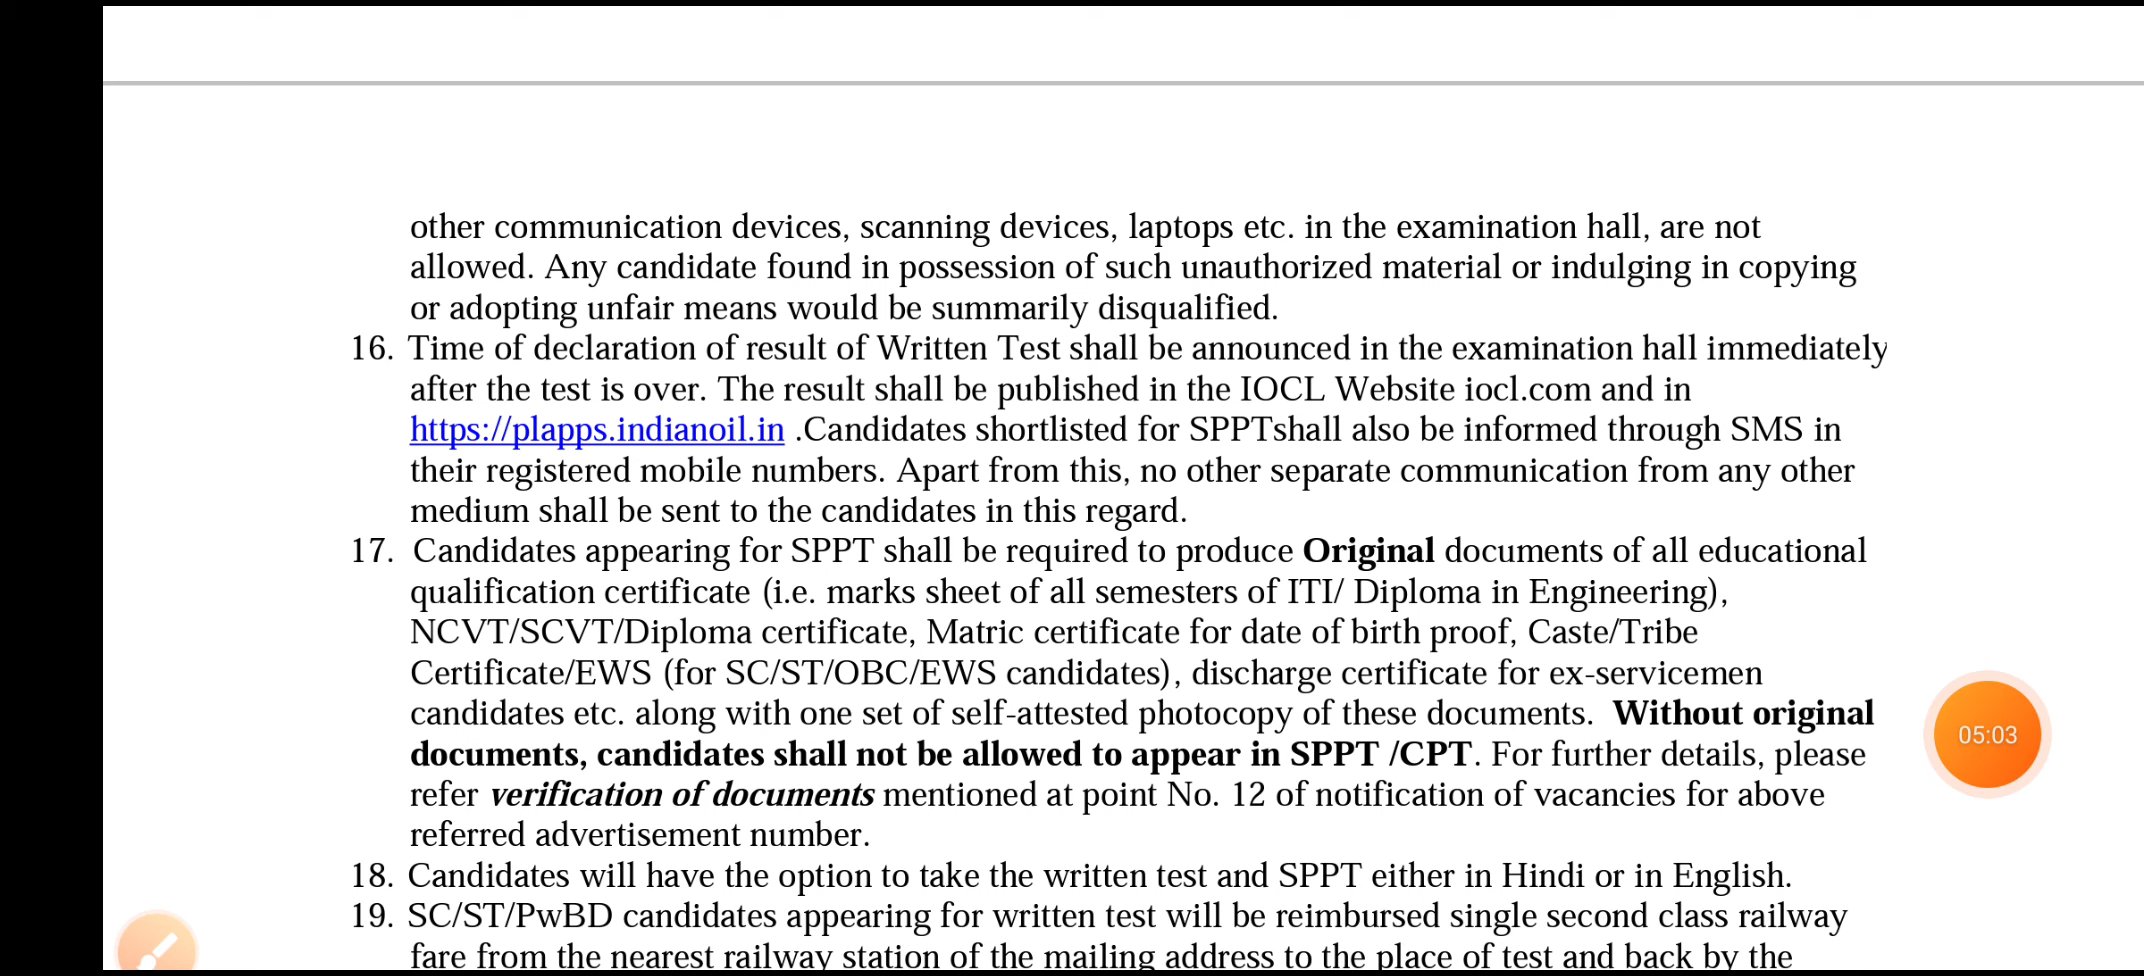 other communication devices, scanning devices, laptops etc. in the examination hall, are not
allowed. Any candidate found in possession of such unauthorized material or indulging in copying
or adopting unfair means would be summarily disqualified.
16. Time of declaration of result of Written Test shall be announced in the examination hall immediately
after the test is over. The result shall be published in the IOCL Website iocl.com and in
https://plapps.indianoil.in .Candidates shortlisted for SPPTshall also be informed through SMS in
their registered mobile numbers. Apart from this, no other separate communication from any other
medium shall be sent to the candidates in this regard.
17. Candidates appearing for SPPT shall be required to produce Original documents of all educational
qualification certificate (i.e. marks sheet of all semesters of ITI/ Diploma in Engineering),
NCVT/SCVT/Diploma certificate, Matric certificate for date of birth proof, Caste/Tribe
Certificate/EWS (for SC/ST/OBC/EWS candidates), discharge certificate for ex-servicemen
candidates etc. along with one set of self-attested photocopy of these documents. Without original
documents, candidates shall not be allowed to appear in SPPT /CPT. For further details, please
refer verification of documents mentioned at point No. 12 of notification of vacancies for above
referred advertisement number.
18. Candidates will have the option to take the written test and SPPT either in Hindi or in English.
19. SC/ST/PwBD candidates appearing for written test will be reimbursed single second class railway
fare from the nearest railway station of the mailing address to the place of test and back by the
05:03